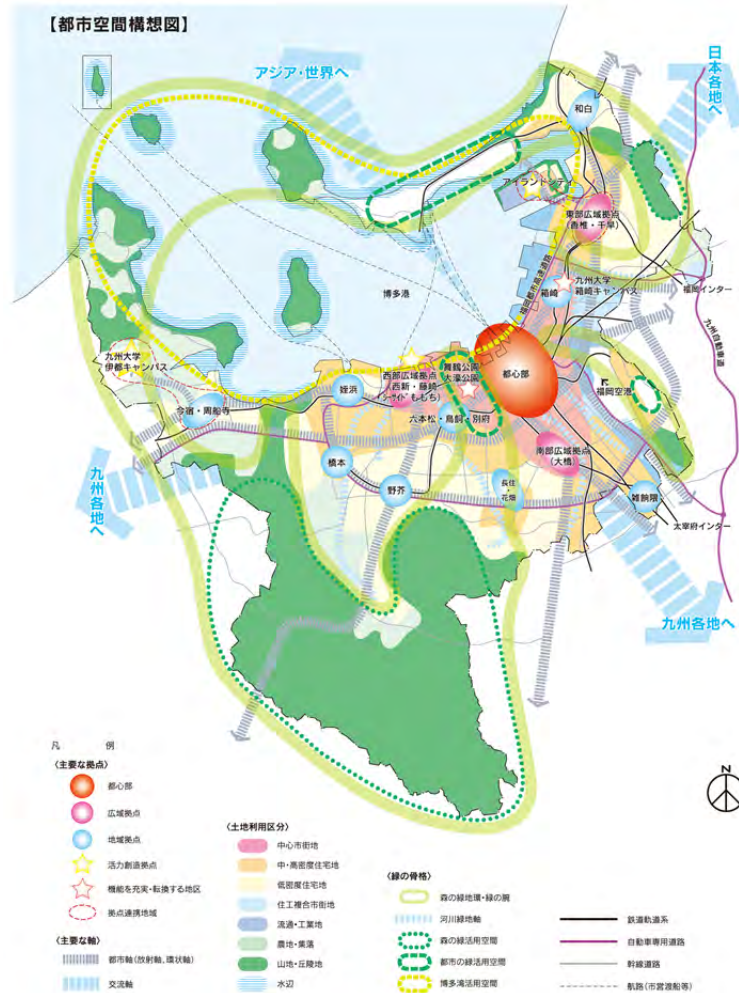 【都市空間構想図】
アジア・世界へ
日本各地へ
和白
アイランドシティ
東部広域拠点
(香椎・千早)
福岡都市高速道路
九州大学
箱崎キャンパス
箱崎
福岡インター
九州自動車道
博多港
九州大学
伊都キャンパス
今宿・周船寺
姪浜
西部広域拠点
(西新・藤崎
・シーサイドももち)
舞鶴公園
大濠公園
都心部
福岡空港
六本松・鳥飼・別府
橋本
野芥
長住
・
花畑
南部広域拠点
(大橋)
雑餉隈
太宰府インター
九州各地へ
九州各地へ
N
凡 例
〈主要な拠点〉
都心部
広域拠点
地域拠点
活力創造拠点
機能を充実・転換する地区
拠点連携地域
〈主要な軸〉
都市軸(放射軸、環状軸)
交流軸
〈土地利用区分〉
中心市街地
中・高密度住宅地
低密度住宅地
住工複合市街地
流通・工業地
農地・集落
山地・丘陵地
水辺
〈緑の骨格〉
森の緑地環・緑の腕
河川緑地軸
森の緑活用空間
都市の緑活用空間
博多湾活用空間
鉄道軌道系
自動車専用道路
幹線道路
航路(市営渡船等)